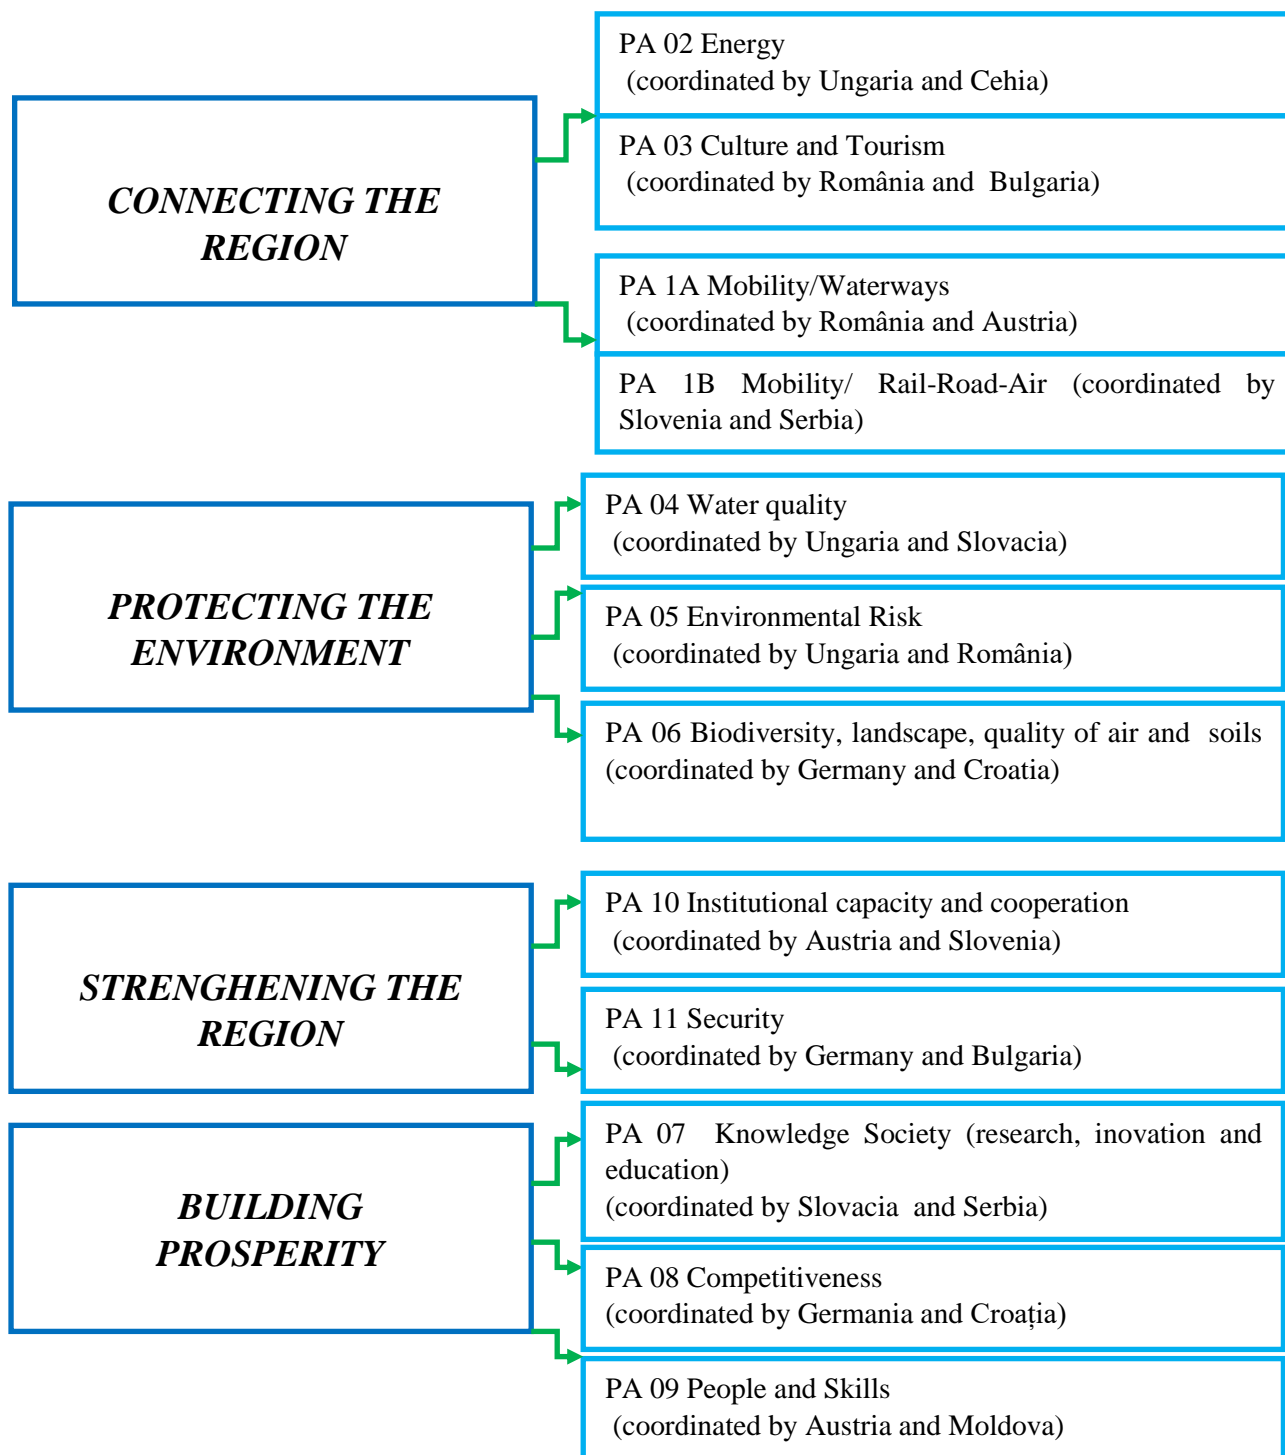 CONNECTING THE
REGION
PA 02 Energy
(coordinated by Ungaria and Cehia)
PA 03 Culture and Tourism
(coordinated by România and Bulgaria)
PA 1A Mobility/Waterways
(coordinated by România and Austria)
PA 1B Mobility/ Rail-Road-Air (coordinated by
Slovenia and Serbia)
PROTECTING THE
ENVIRONMENT
PA 04 Water quality
(coordinated by Ungaria and Slovacia)
PA 05 Environmental Risk
(coordinated by Ungaria and România)
PA 06 Biodiversity, landscape, quality of air and soils
(coordinated by Germany and Croatia)
STRENGHENING THE
REGION
PA 10 Institutional capacity and cooperation
(coordinated by Austria and Slovenia)
PA 11 Security
(coordinated by Germany and Bulgaria)
BUILDING
PROSPERITY
PA 07 Knowledge Society (research, inovation and
education)
(coordinated by Slovacia and Serbia)
PA 08 Competitiveness
(coordinated by Germania and Croația)
PA 09 People and Skills
(coordinated by Austria and Moldova)